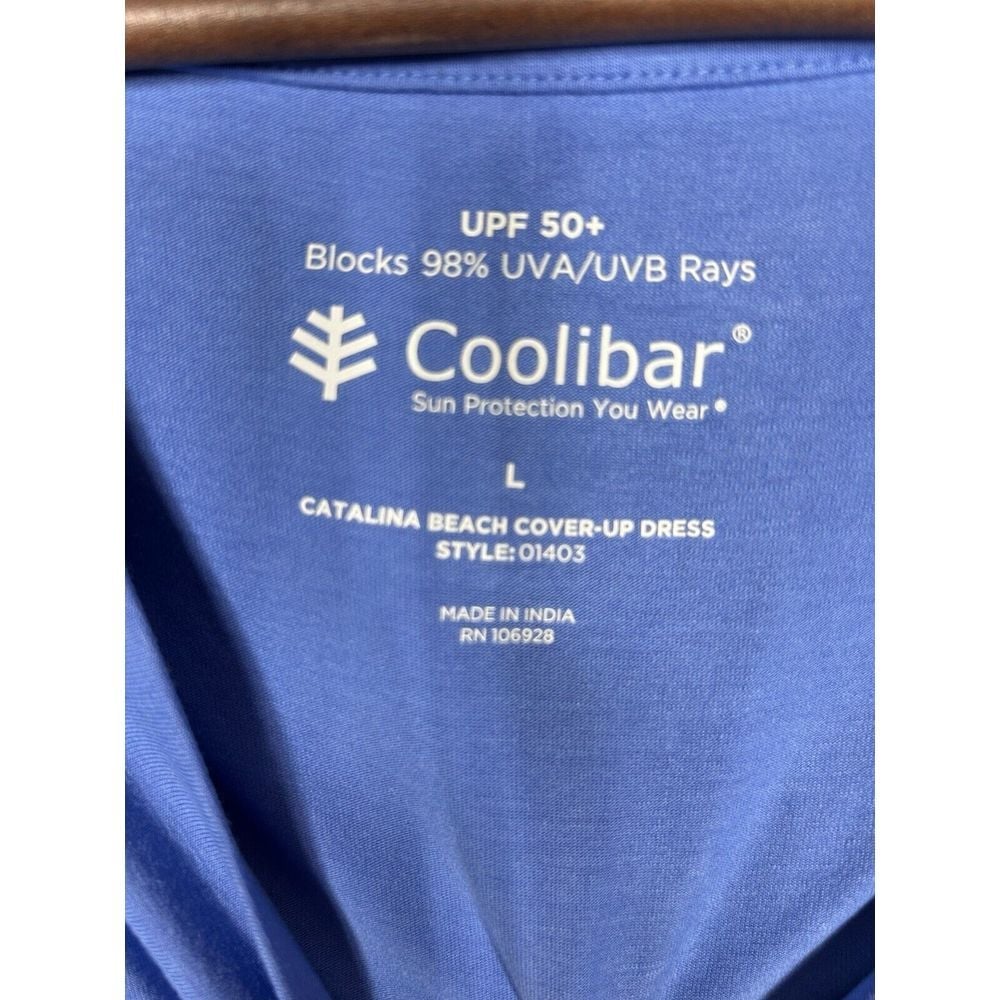 UPF 50+
Blocks 98% UVA/UVB Rays
Coolibar®
Sun Protection You Wear®
L
CATALINA BEACH COVER-UP DRESS
STYLE: 01403
MADE IN INDIA
RN 106928